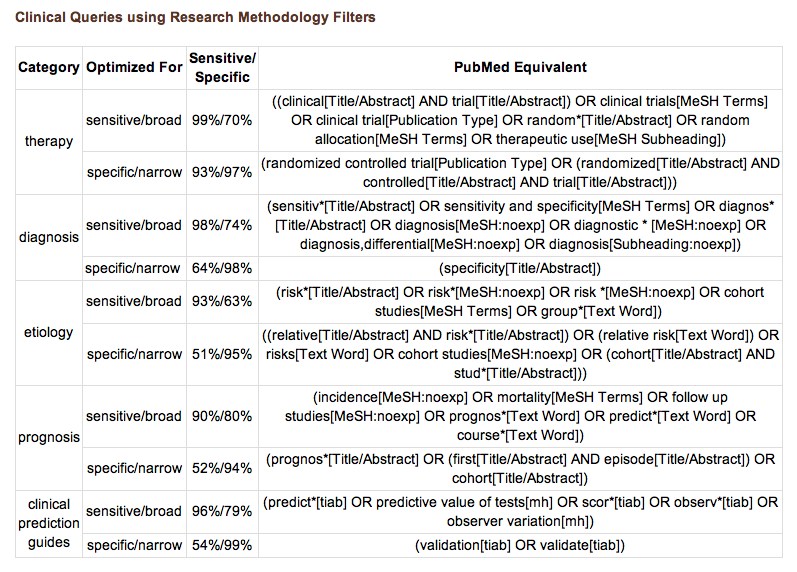 Clinical Queries using Research Methodology Filters
Category Optimized For Sensitive/ Specific PubMed Equivalent
therapy
sensitive/broad 99%/70%
((clinical[Title/Abstract] AND trial[Title/Abstract]) OR clinical trials[MeSH Terms]
OR clinical trial[Publication Type] OR random*[Title/Abstract] OR random
allocation[MeSH Terms] OR therapeutic use[MeSH Subheading])
specific/narrow 93%/97%
(randomized controlled trial[Publication Type] OR (randomized[Title/Abstract] AND
controlled[Title/Abstract] AND trial[Title/Abstract]))
diagnosis
sensitive/broad 98%/74%
(sensitiv*[Title/Abstract] OR sensitivity and specificity[MeSH Terms] OR diagnos*
[Title/Abstract] OR diagnosis[MeSH:noexp] OR diagnostic * [MeSH:noexp] OR
diagnosis,differential[MeSH:noexp] OR diagnosis[Subheading:noexp])
specific/narrow 64%/98%
(specificity[Title/Abstract])
etiology
sensitive/broad 93%/63%
(risk*[Title/Abstract] OR risk*[MeSH:noexp] OR risk *[MeSH:noexp] OR cohort
studies[MeSH Terms] OR group*[Text Word])
specific/narrow 51%/95%
((relative[Title/Abstract] AND risk*[Title/Abstract]) OR (relative risk[Text Word]) OR
risks[Text Word] OR cohort studies[MeSH:noexp] OR (cohort[Title/Abstract] AND
stud*[Title/Abstract]))
prognosis
sensitive/broad 90%/80%
(incidence[MeSH:noexp] OR mortality[MeSH Terms] OR follow up
studies[MeSH:noexp] OR prognos*[Text Word] OR predict*[Text Word] OR
course*[Text Word])
specific/narrow 52%/94%
(prognos*[Title/Abstract] OR (first[Title/Abstract] AND episode[Title/Abstract]) OR
cohort[Title/Abstract])
clinical
prediction
guides
sensitive/broad 96%/79%
(predict*[tiab] OR predictive value of tests[mh] OR scor*[tiab] OR observ*[tiab] OR
observer variation[mh])
specific/narrow 54%/99%
(validation[tiab] OR validate[tiab])